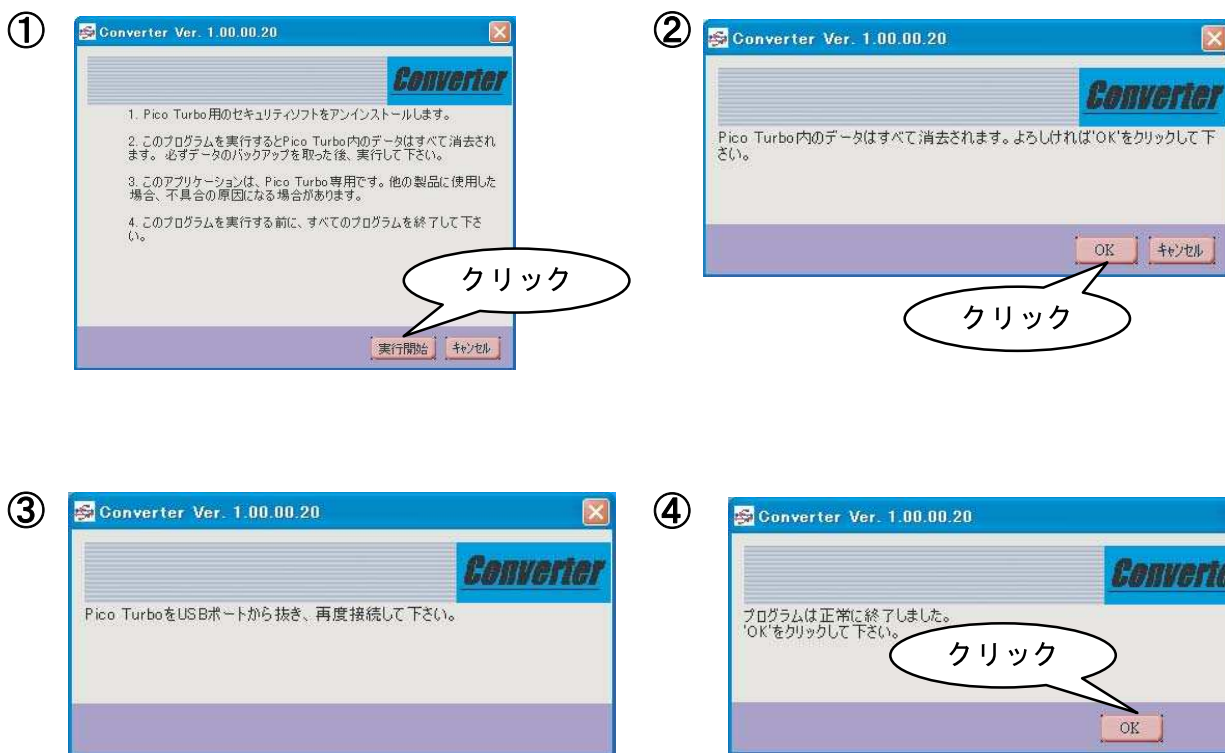 ①
Converter Ver. 1.00.00.20
Converter
1. Pico Turbo用のセキュリティソフトをアンインストールします。
2. このプログラムを実行するとPico Turbo内のデータはすべて消去され
ます。 必ずデータのバックアップを取った後、実行して下さい。
3. このアプリケーションは、Pico Turbo専用です。他の製品に使用した
場合、不具合の原因になる場合があります。
4. このプログラムを実行する前に、すべてのプログラムを終了して下さ
い。
クリック
実行開始
キャンセル
②
Converter Ver. 1.00.00.20
Converter
Pico Turbo内のデータはすべて消去されます。よろしければ'OK'をクリックして下
さい。
OK
キャンセル
クリック
③
Converter Ver. 1.00.00.20
Converter
Pico TurboをUSBポートから抜き、再度接続して下さい。
④
Converter Ver. 1.00.00.20
Converte
プログラムは正常に終了しました。
'OK'をクリックして下さい。
クリック
OK